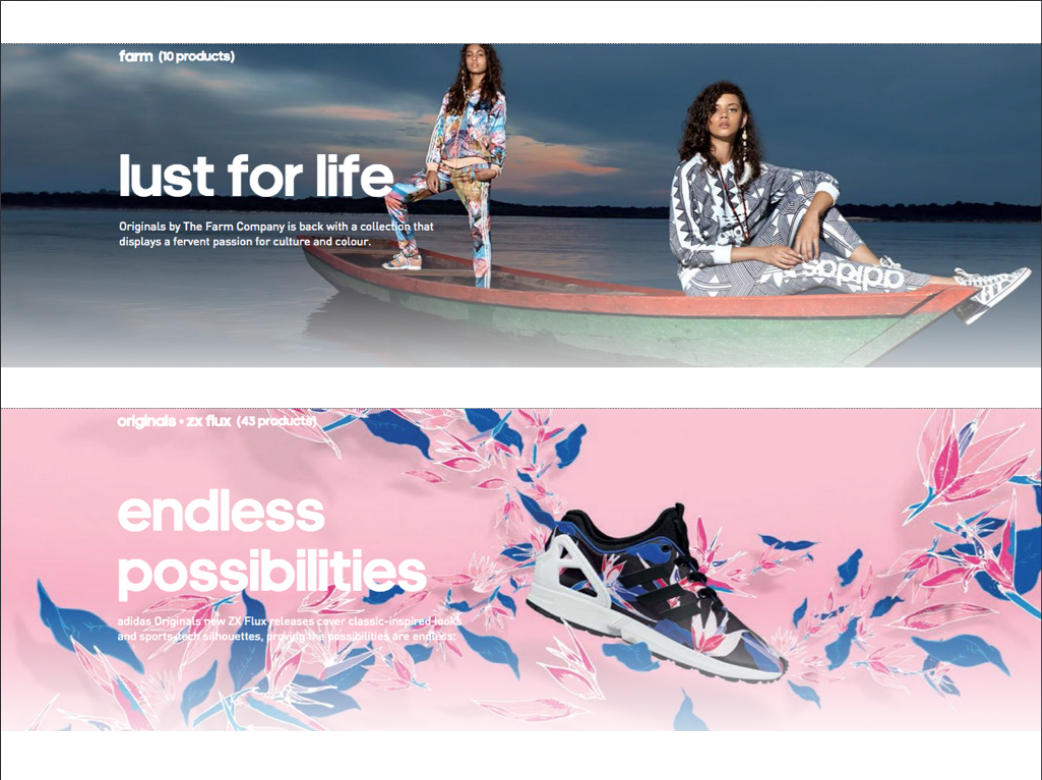 farm (10 products)
lust for life
Originals by The Farm Company is back with a collection that
displays a fervent passion for culture and colour.
adidas
originals • zx flux (43 products)
endless
possibilities
adidas Originals new ZX Flux releases cover classic-inspired looks
and sports-tech silhouettes, proving the possibilities are endless.